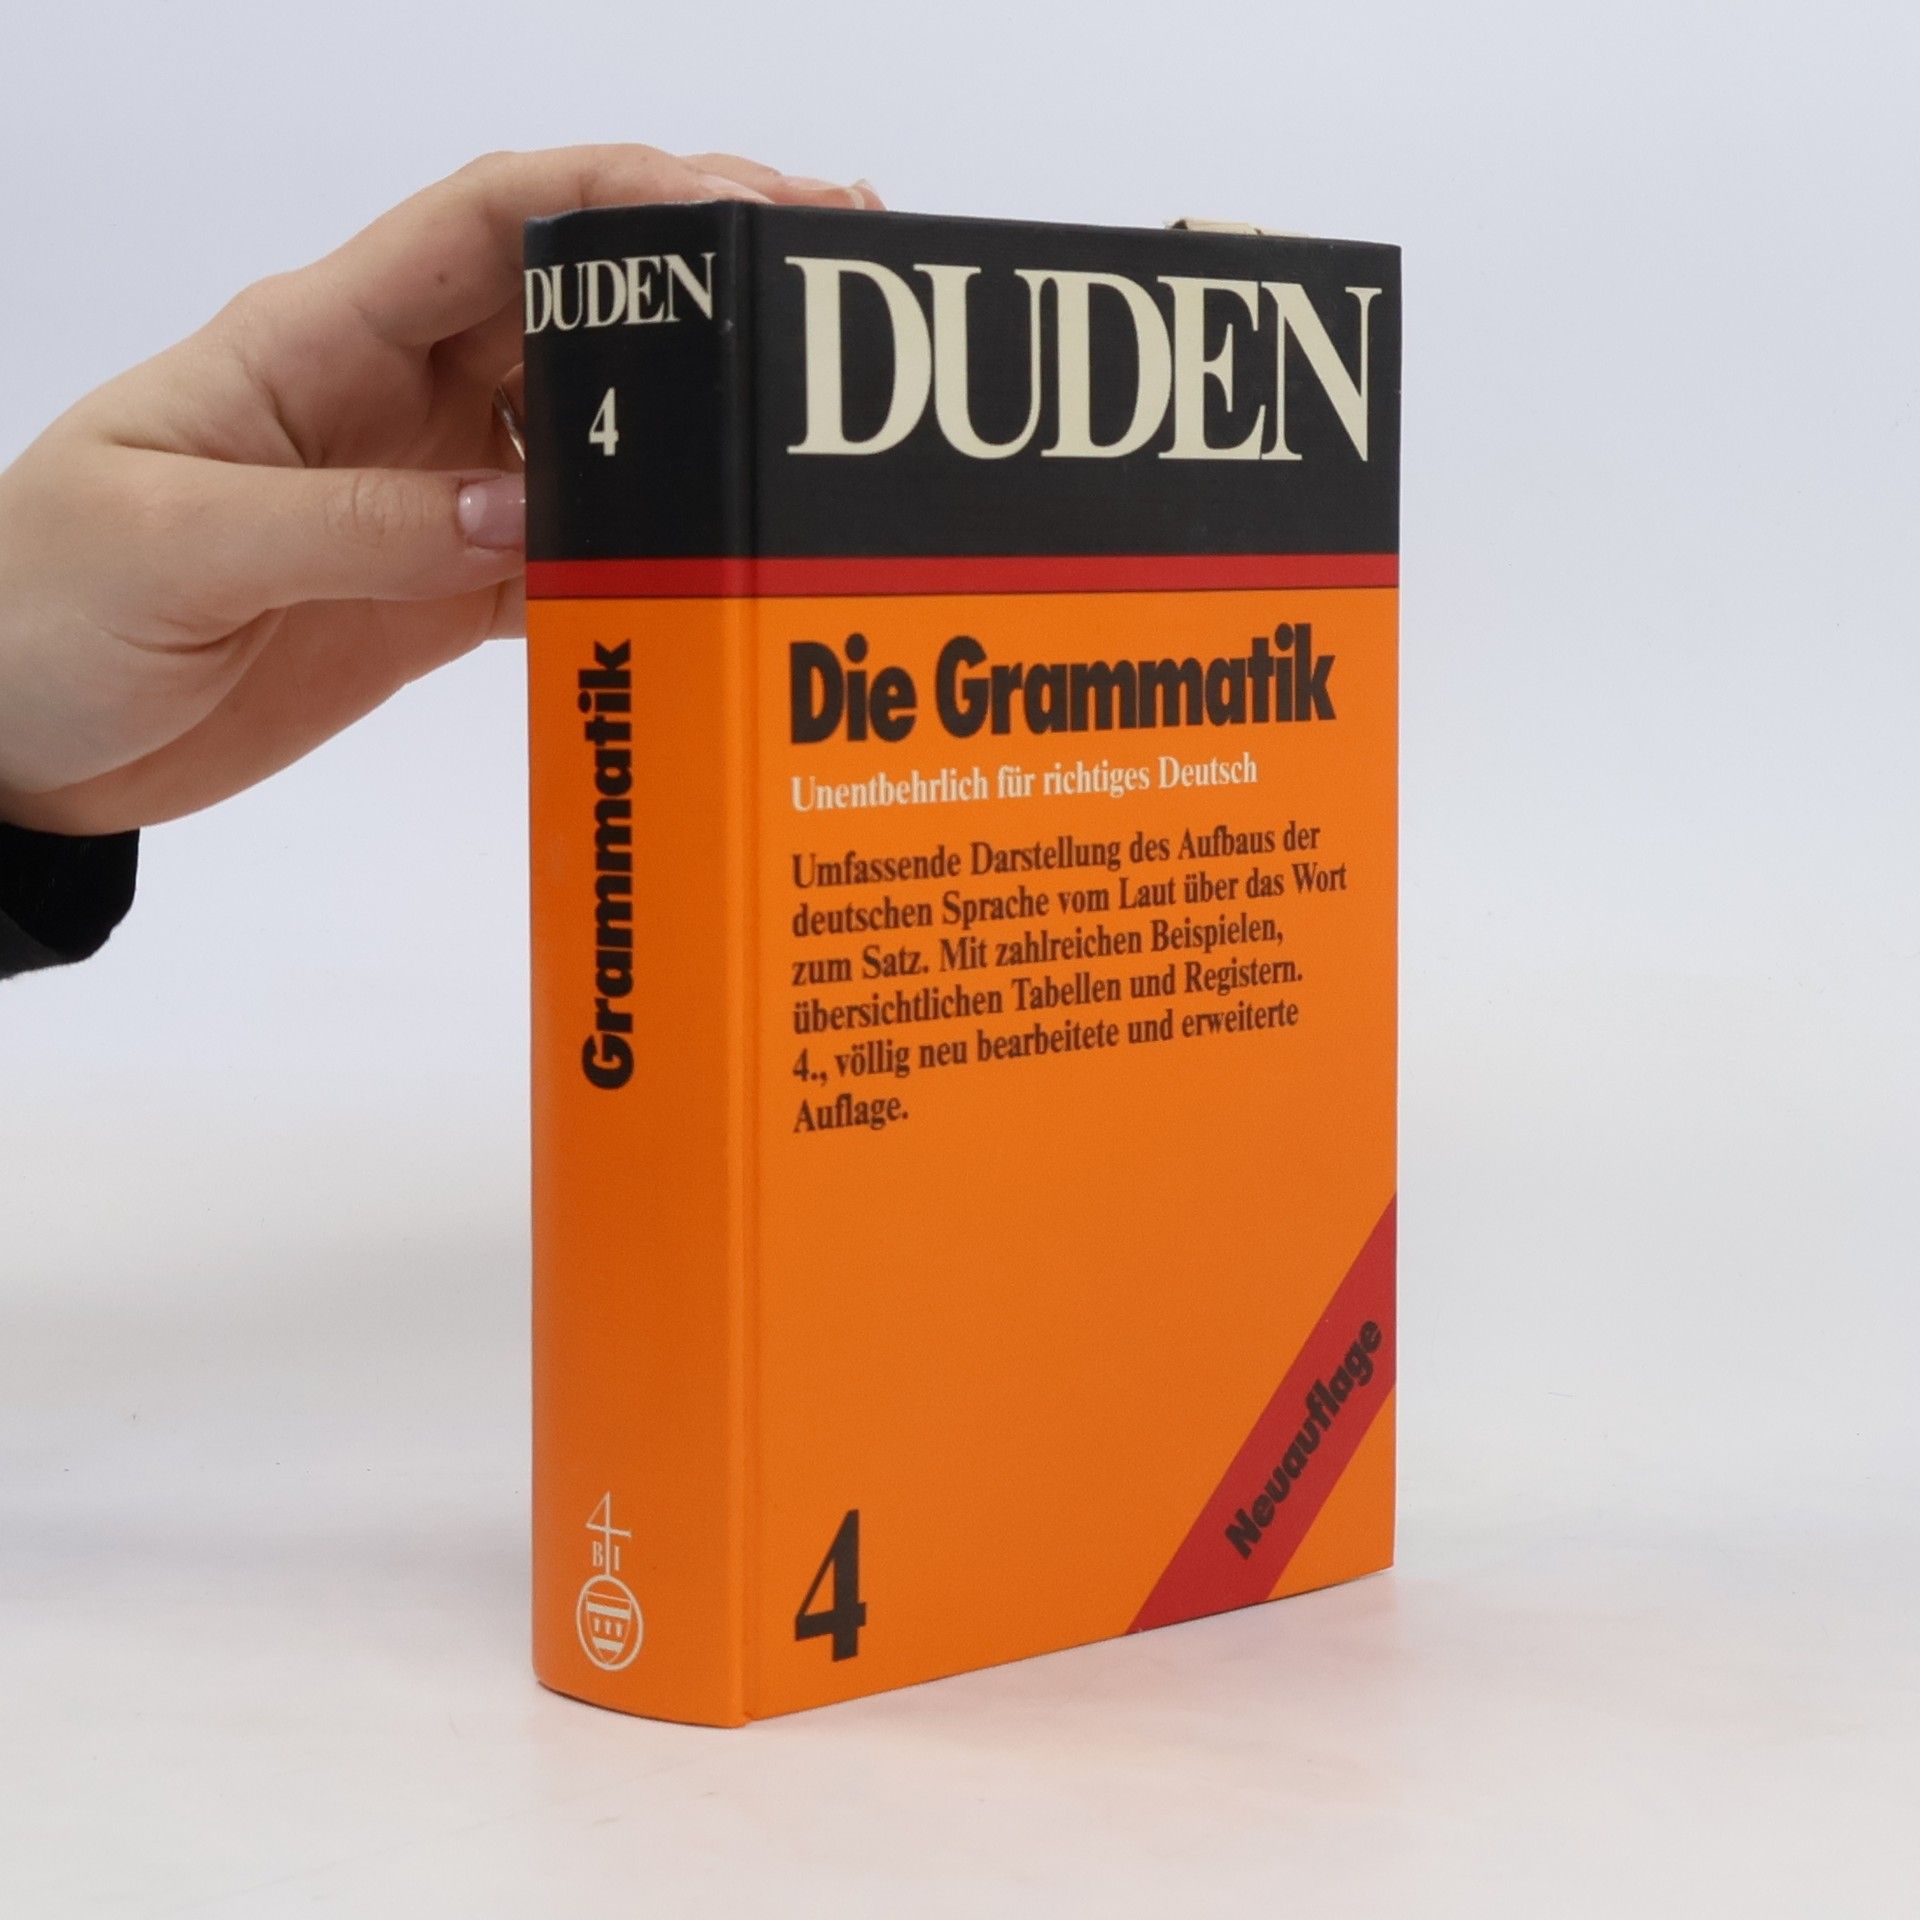 DUDEN
4
Grammatik
B I
DUDEN
Die Grammatik
Unentbehrlich für richtiges Deutsch
Umfassende Darstellung des Aufbaus der
deutschen Sprache vom Laut über das Wort
zum Satz. Mit zahlreichen Beispielen,
übersichtlichen Tabellen und Registern.
4., völlig neu bearbeitete und erweiterte
Auflage.
Neuauflage
4